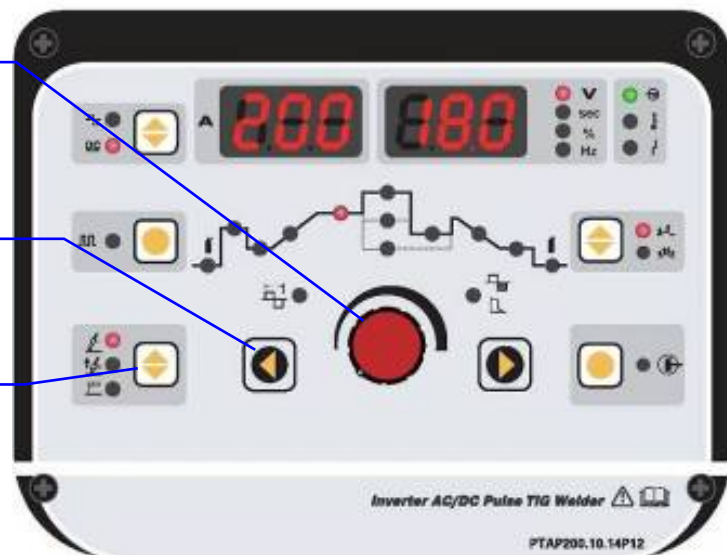 A 200 180 V
sec
%
Hz
DC
Inverter AC/DC Pulse TIG Welder
PTAP200.10.14P12